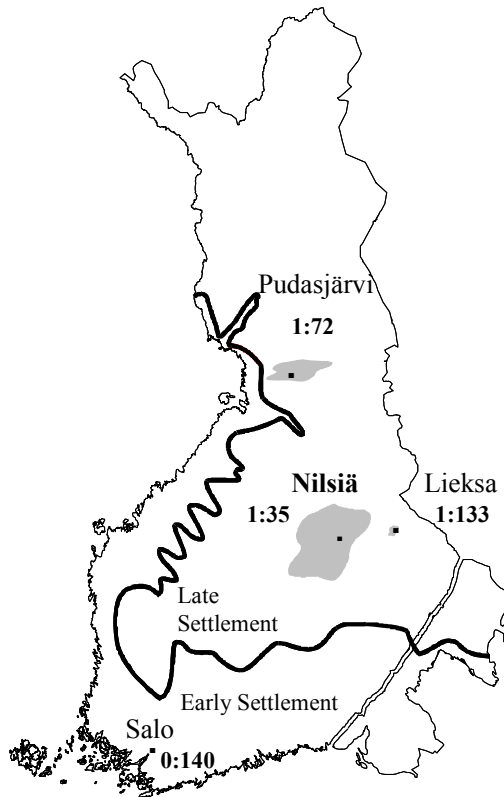 Pudasjärvi
1:72
Nilsiä
1:35
Lieksa
1:133
Late
Settlement
Early Settlement
Salo
0:140